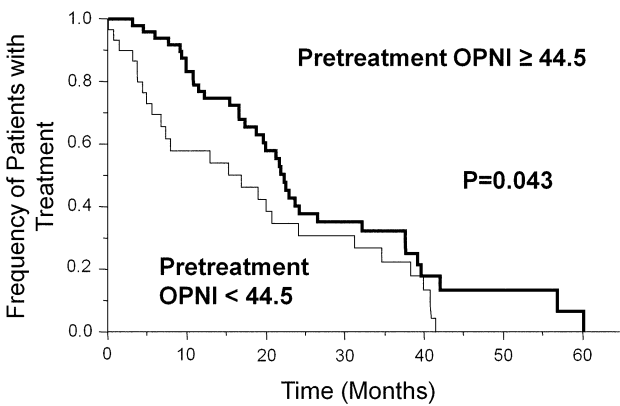 Frequency of Patients with
Treatment
1.0
0.8
0.6
0.4
0.2
0.0
Pretreatment OPNI ≥ 44.5
P=0.043
Pretreatment
OPNI < 44.5
0 10 20 30 40 50 60
Time (Months)